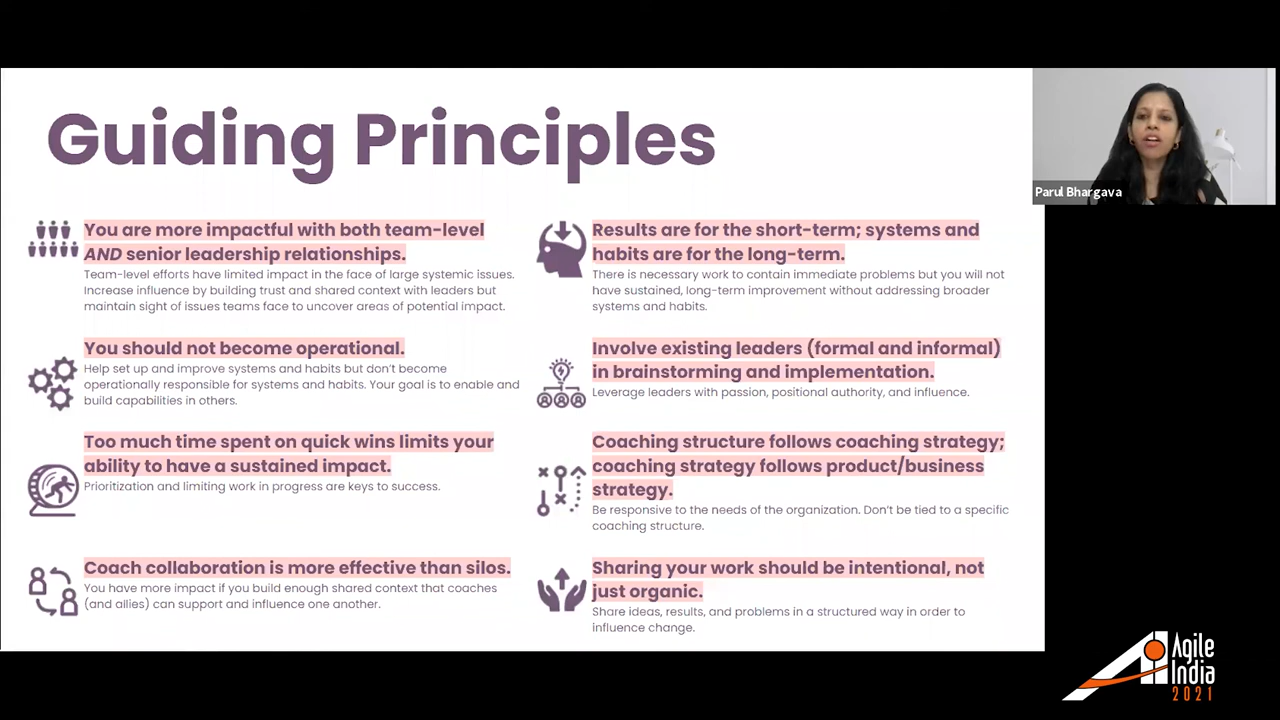 Guiding Principles
You are more impactful with both team-level
AND senior leadership relationships.
Team-level efforts have limited impact in the face of large systemic issues.
Increase influence by building trust and shared context with leaders but
maintain sight of issues teams face to uncover areas of potential impact.
You should not become operational.
Help set up and improve systems and habits but don't become
operationally responsible for systems and habits. Your goal is to enable and
build capabilities in others.
Too much time spent on quick wins limits your
ability to have a sustained impact.
Prioritization and limiting work in progress are keys to success.
Coach collaboration is more effective than silos.
You have more impact if you build enough shared context that coaches
(and allies) can support and influence one another.
Results are for the short-term; systems and
habits are for the long-term.
There is necessary work to contain immediate problems but you will not
have sustained, long-term improvement without addressing broader
systems and habits.
Involve existing leaders (formal and informal)
in brainstorming and implementation.
Leverage leaders with passion, positional authority, and influence.
Coaching structure follows coaching strategy;
coaching strategy follows product/business
strategy.
Be responsive to the needs of the organization. Don't be tied to a specific
coaching structure.
Sharing your work should be intentional, not
just organic.
Share ideas, results, and problems in a structured way in order to
influence change.
Parul Bhargava
Agile
India
2021